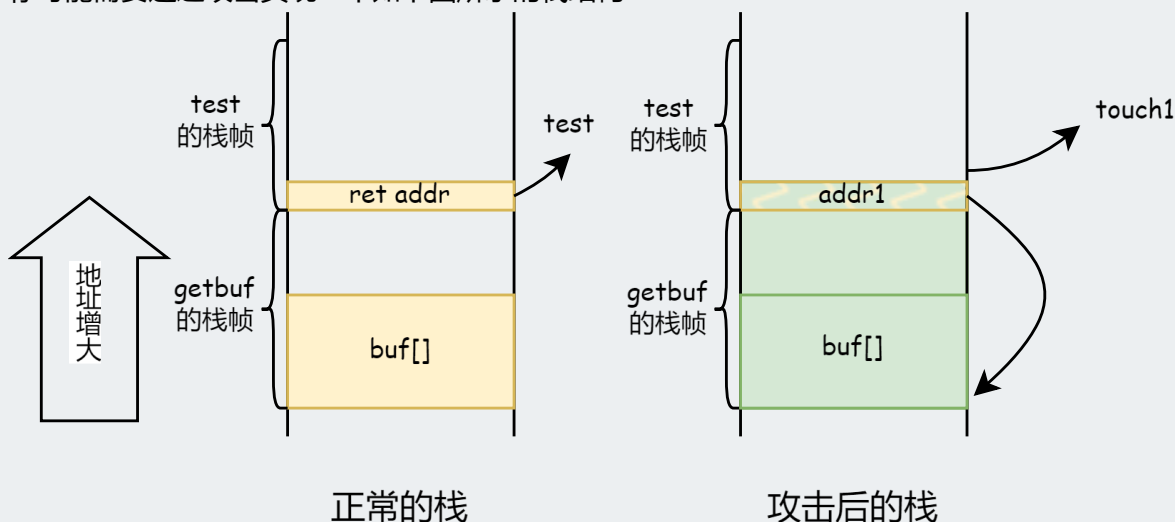 test
的栈帧
ret addr
test
地址增大
getbuf
的栈帧
buf[]
正常的栈
test
的栈帧
addr1
touch1
getbuf
的栈帧
buf[]
攻击后的栈